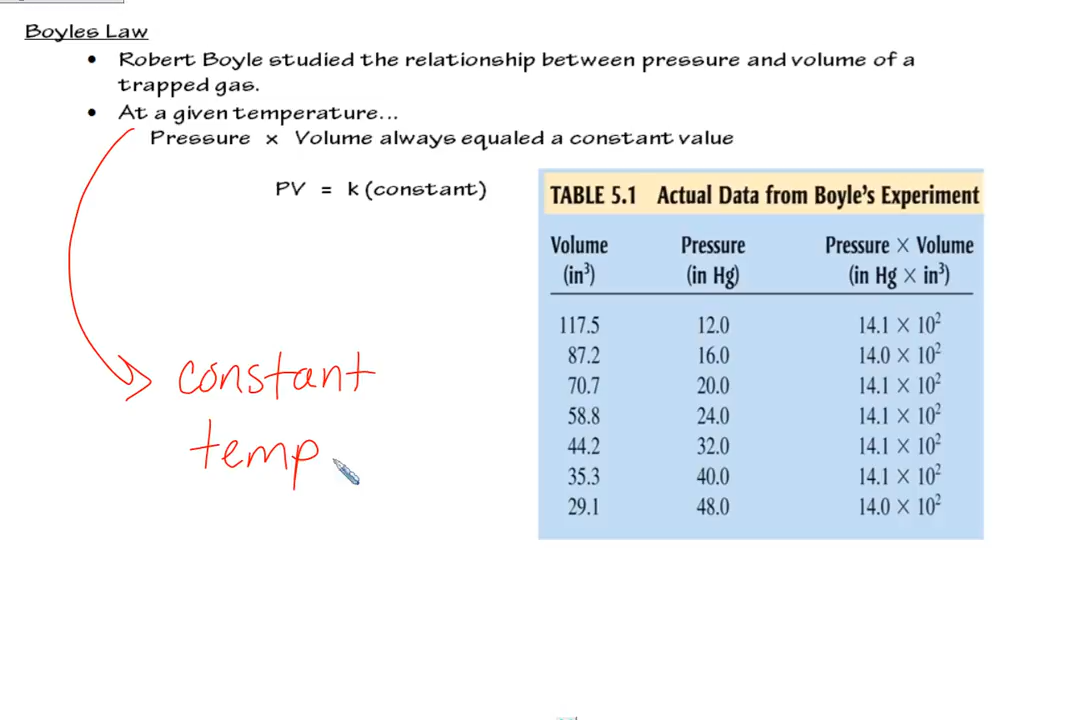 Boyles Law
• Robert Boyle studied the relationship between pressure and volume of a
trapped gas.
• At a given temperature...
Pressure x Volume always equaled a constant value
PV = k (constant)
TABLE 5.1 Actual Data from Boyle's Experiment
Volume Pressure Pressure × Volume
(in³) (in Hg) (in Hg × in³)
117.5 12.0 14.1 × 10²
87.2 16.0 14.0 × 10²
70.7 20.0 14.1 × 10²
58.8 24.0 14.1 × 10²
44.2 32.0 14.1 × 10²
35.3 40.0 14.1 × 10²
29.1 48.0 14.0 × 10²
constant
temp